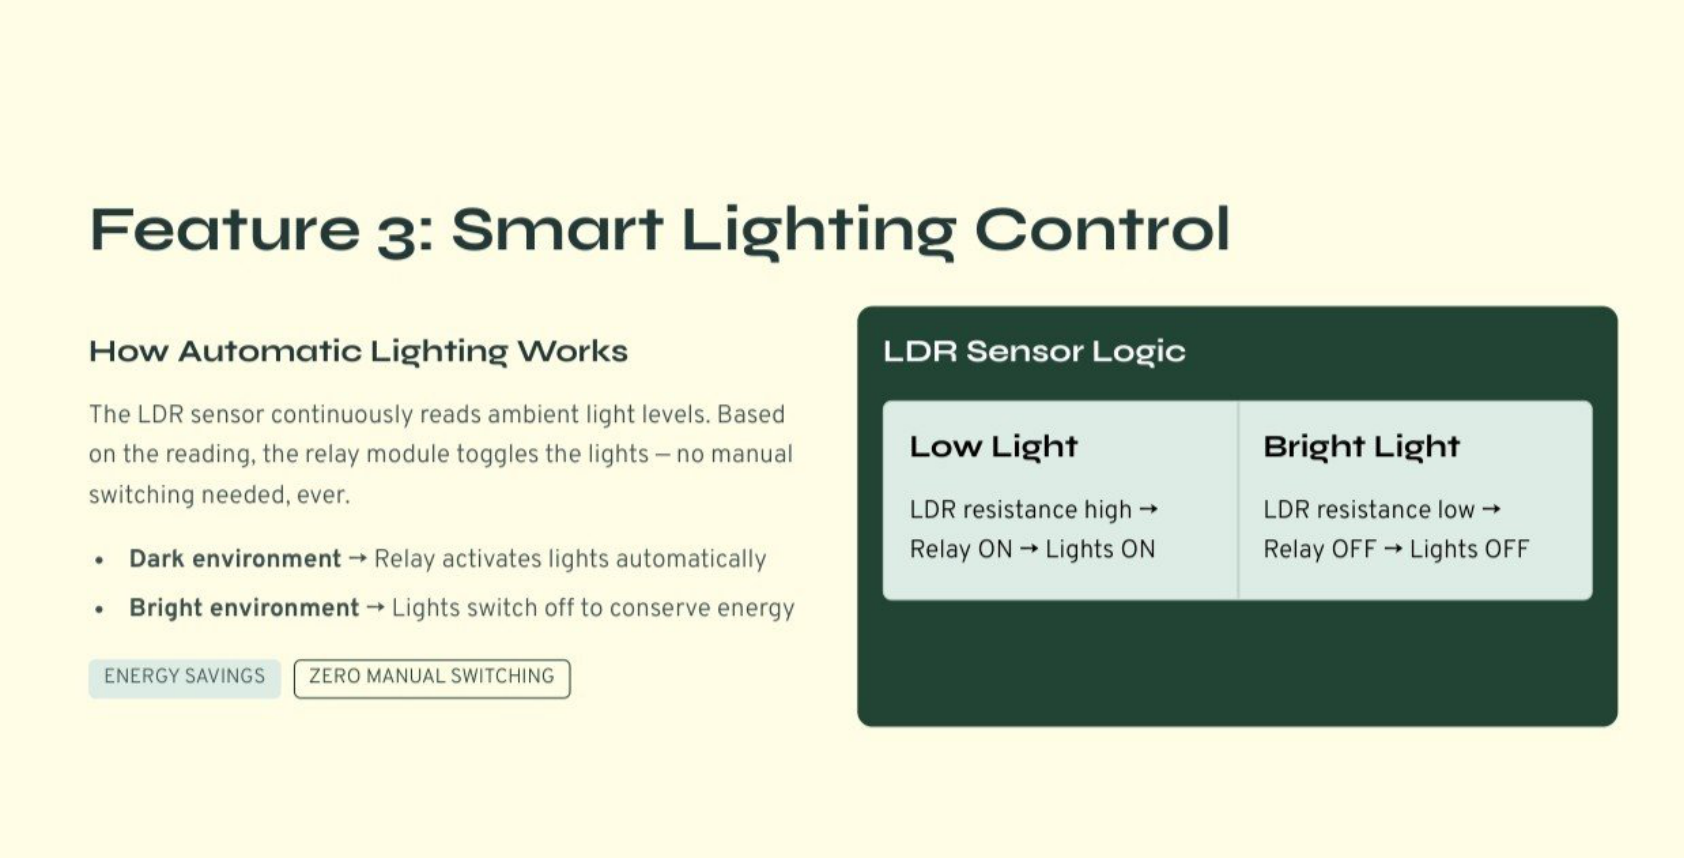 Feature 3: Smart Lighting Control
How Automatic Lighting Works
The LDR sensor continuously reads ambient light levels. Based
on the reading, the relay module toggles the lights – no manual
switching needed, ever.
• Dark environment → Relay activates lights automatically
• Bright environment → Lights switch off to conserve energy
ENERGY SAVINGS
ZERO MANUAL SWITCHING
LDR Sensor Logic
Low Light
LDR resistance high →
Relay ON → Lights ON
Bright Light
LDR resistance low →
Relay OFF → Lights OFF